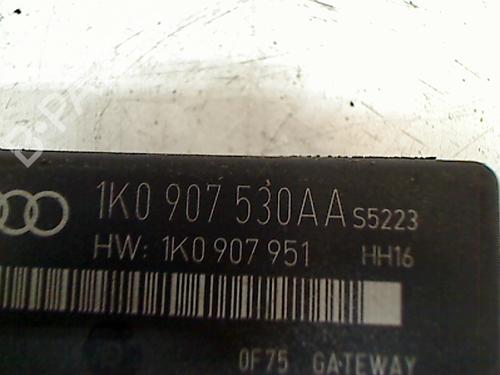 1K0 907 530AA S5223
HW: 1K0 907 951 HH16
0F75 GATEWAY